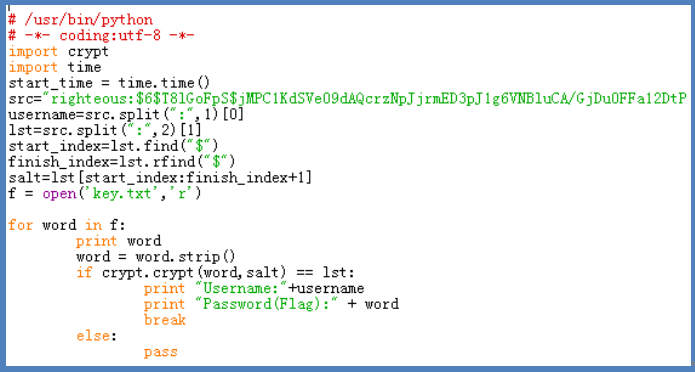 # /usr/bin/python
# -*- coding:utf-8 -*-
import crypt
import time
start_time = time.time()
src="righteous:$6$T8lGoFpS$jMPC1KdSVe09dAQcrzNpJjrmED3pJ1g6VNBluCA/GjDu0FFa12DtP
username=src.split(":",1)[0]
lst=src.split(":",2)[1]
start_index=lst.find("$")
finish_index=lst.rfind("$")
salt=lst[start_index:finish_index+1]
f = open('key.txt','r')
for word in f:
print word
word = word.strip()
if crypt.crypt(word,salt) == lst:
print "Username:"+username
print "Password(Flag):" + word
break
else:
pass